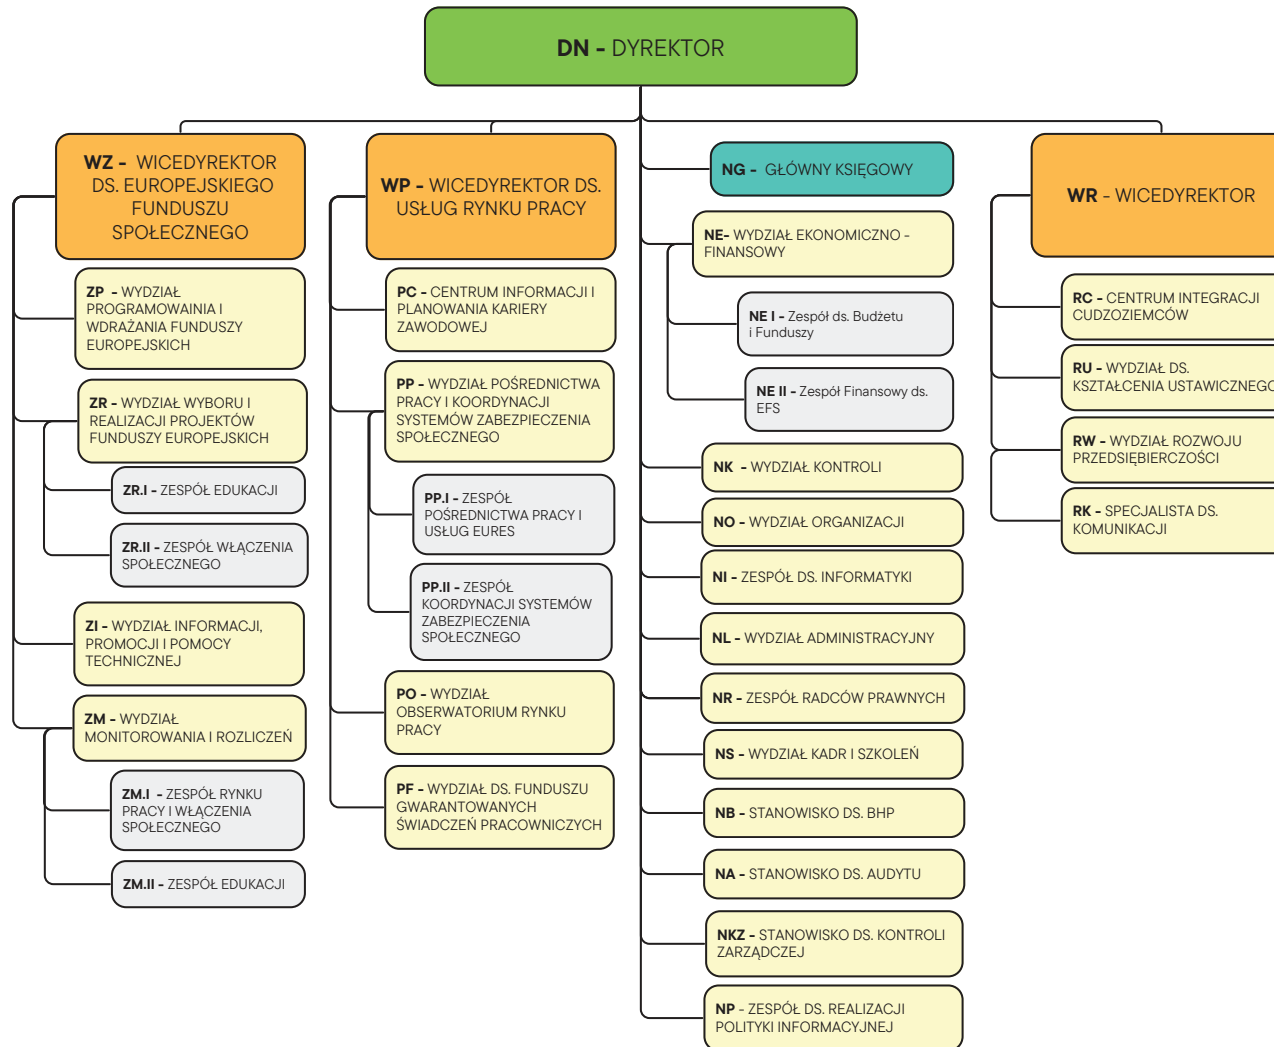 DN - DYREKTOR
WZ - WICEDYREKTOR
DS. EUROPEJSKIEGO
FUNDUSZU
SPOŁECZNEGO
ZP - WYDZIAŁ
PROGRAMOWAINIA I
WDRAŻANIA FUNDUSZY
EUROPEJSKICH
ZR - WYDZIAŁ WYBORU I
REALIZACJI PROJEKTÓW
FUNDUSZY EUROPEJSKICH
ZR.I - ZESPÓŁ EDUKACJI
ZR.II - ZESPÓŁ WŁĄCZENIA
SPOŁECZNEGO
ZI - WYDZIAŁ INFORMACJI,
PROMOCJI I POMOCY
TECHNICZNEJ
ZM - WYDZIAŁ
MONITOROWANIA I ROZLICZEŃ
ZM.I - ZESPÓŁ RYNKU
PRACY I WŁĄCZENIA
SPOŁECZNEGO
ZM.II - ZESPÓŁ EDUKACJI
WP - WICEDYREKTOR DS.
USŁUG RYNKU PRACY
PC - CENTRUM INFORMACJI I
PLANOWANIA KARIERY
ZAWODOWEJ
PP - WYDZIAŁ POŚREDNICTWA
PRACY I KOORDYNACJI
SYSTEMÓW ZABEZPIECZENIA
SPOŁECZNEGO
PP.I - ZESPÓŁ
POŚREDNICTWA PRACY I
USŁUG EURES
PP.II - ZESPÓŁ
KOORDYNACJI SYSTEMÓW
ZABEZPIECZENIA
SPOŁECZNEGO
PO - WYDZIAŁ
OBSERWATORIUM RYNKU
PRACY
PF - WYDZIAŁ DS. FUNDUSZU
GWARANTOWANYCH
ŚWIADCZEŃ PRACOWNICZYCH
NG - GŁÓWNY KSIĘGOWY
NE- WYDZIAŁ EKONOMICZNO -
FINANSOWY
NE I - Zespół ds. Budżetu
i Funduszy
NE II - Zespół Finansowy ds.
EFS
NK - WYDZIAŁ KONTROLI
NO - WYDZIAŁ ORGANIZACJI
NI - ZESPÓŁ DS. INFORMATYKI
NL - WYDZIAŁ ADMINISTRACYJNY
NR - ZESPÓŁ RADCÓW PRAWNYCH
NS - WYDZIAŁ KADR I SZKOLEŃ
NB - STANOWISKO DS. BHP
NA - STANOWISKO DS. AUDYTU
NKZ - STANOWISKO DS. KONTROLI
ZARZĄDCZEJ
NP - ZESPÓŁ DS. REALIZACJI
POLITYKI INFORMACYJNEJ
WR - WICEDYREKTOR
RC - CENTRUM INTEGRACJI
CUDZOZIEMCÓW
RU - WYDZIAŁ DS.
KSZTAŁCENIA USTAWICZNEGO
RW - WYDZIAŁ ROZWOJU
PRZEDSIĘBIERCZOŚCI
RK - SPECJALISTA DS.
KOMUNIKACJI